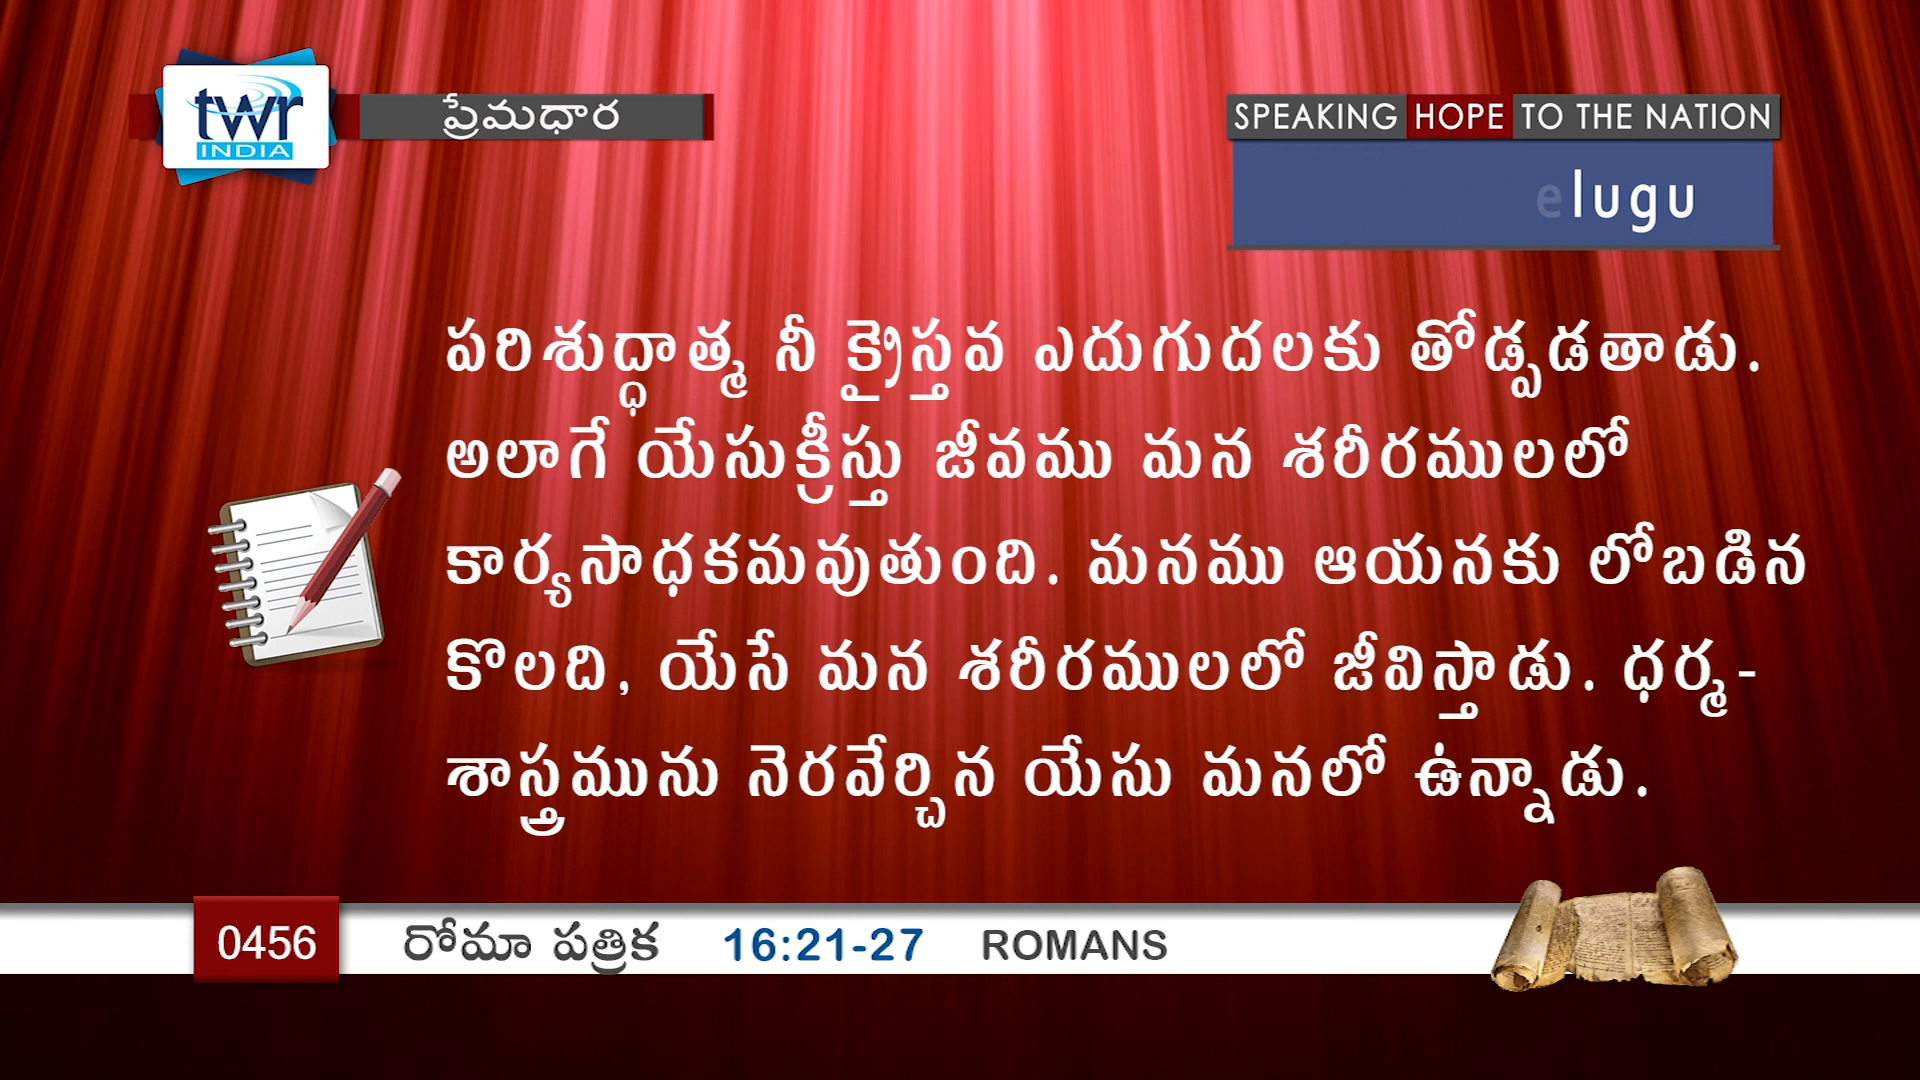 twr
INDIA
ప్రేమధార
SPEAKING HOPE TO THE NATION
elugu
పరిశుద్ధాత్మ నీ క్రైస్తవ ఎదుగుదలకు తోడ్పడతాడు.
అలాగే యేసుక్రీస్తు జీవము మన శరీరములలో
కార్యసాధకమవుతుంది. మనము ఆయనకు లోబడిన
కొలది, యేసే మన శరీరములలో జీవిస్తాడు. ధర్మ-
శాస్త్రమును నెరవేర్చిన యేసు మనలో ఉన్నాడు.
0456 రోమా పత్రిక 16:21-27 ROMANS